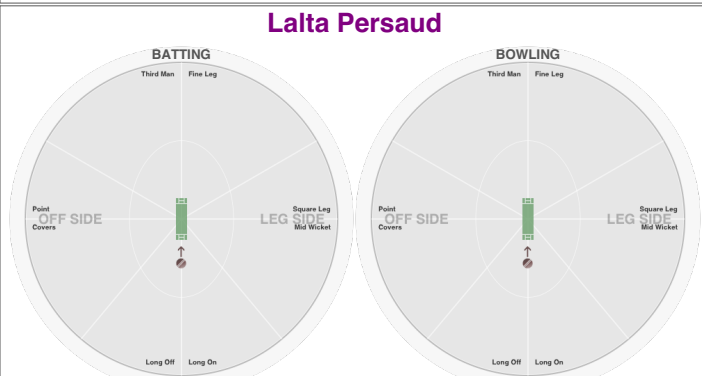 Lalta Persaud
BATTING
Third Man Fine Leg
Point
OFF SIDE
Covers
Square Leg
LEG SIDE
Mid Wicket
Long Off Long On
BOWLING
Third Man Fine Leg
Point
OFF SIDE
Covers
Square Leg
LEG SIDE
Mid Wicket
Long Off Long On